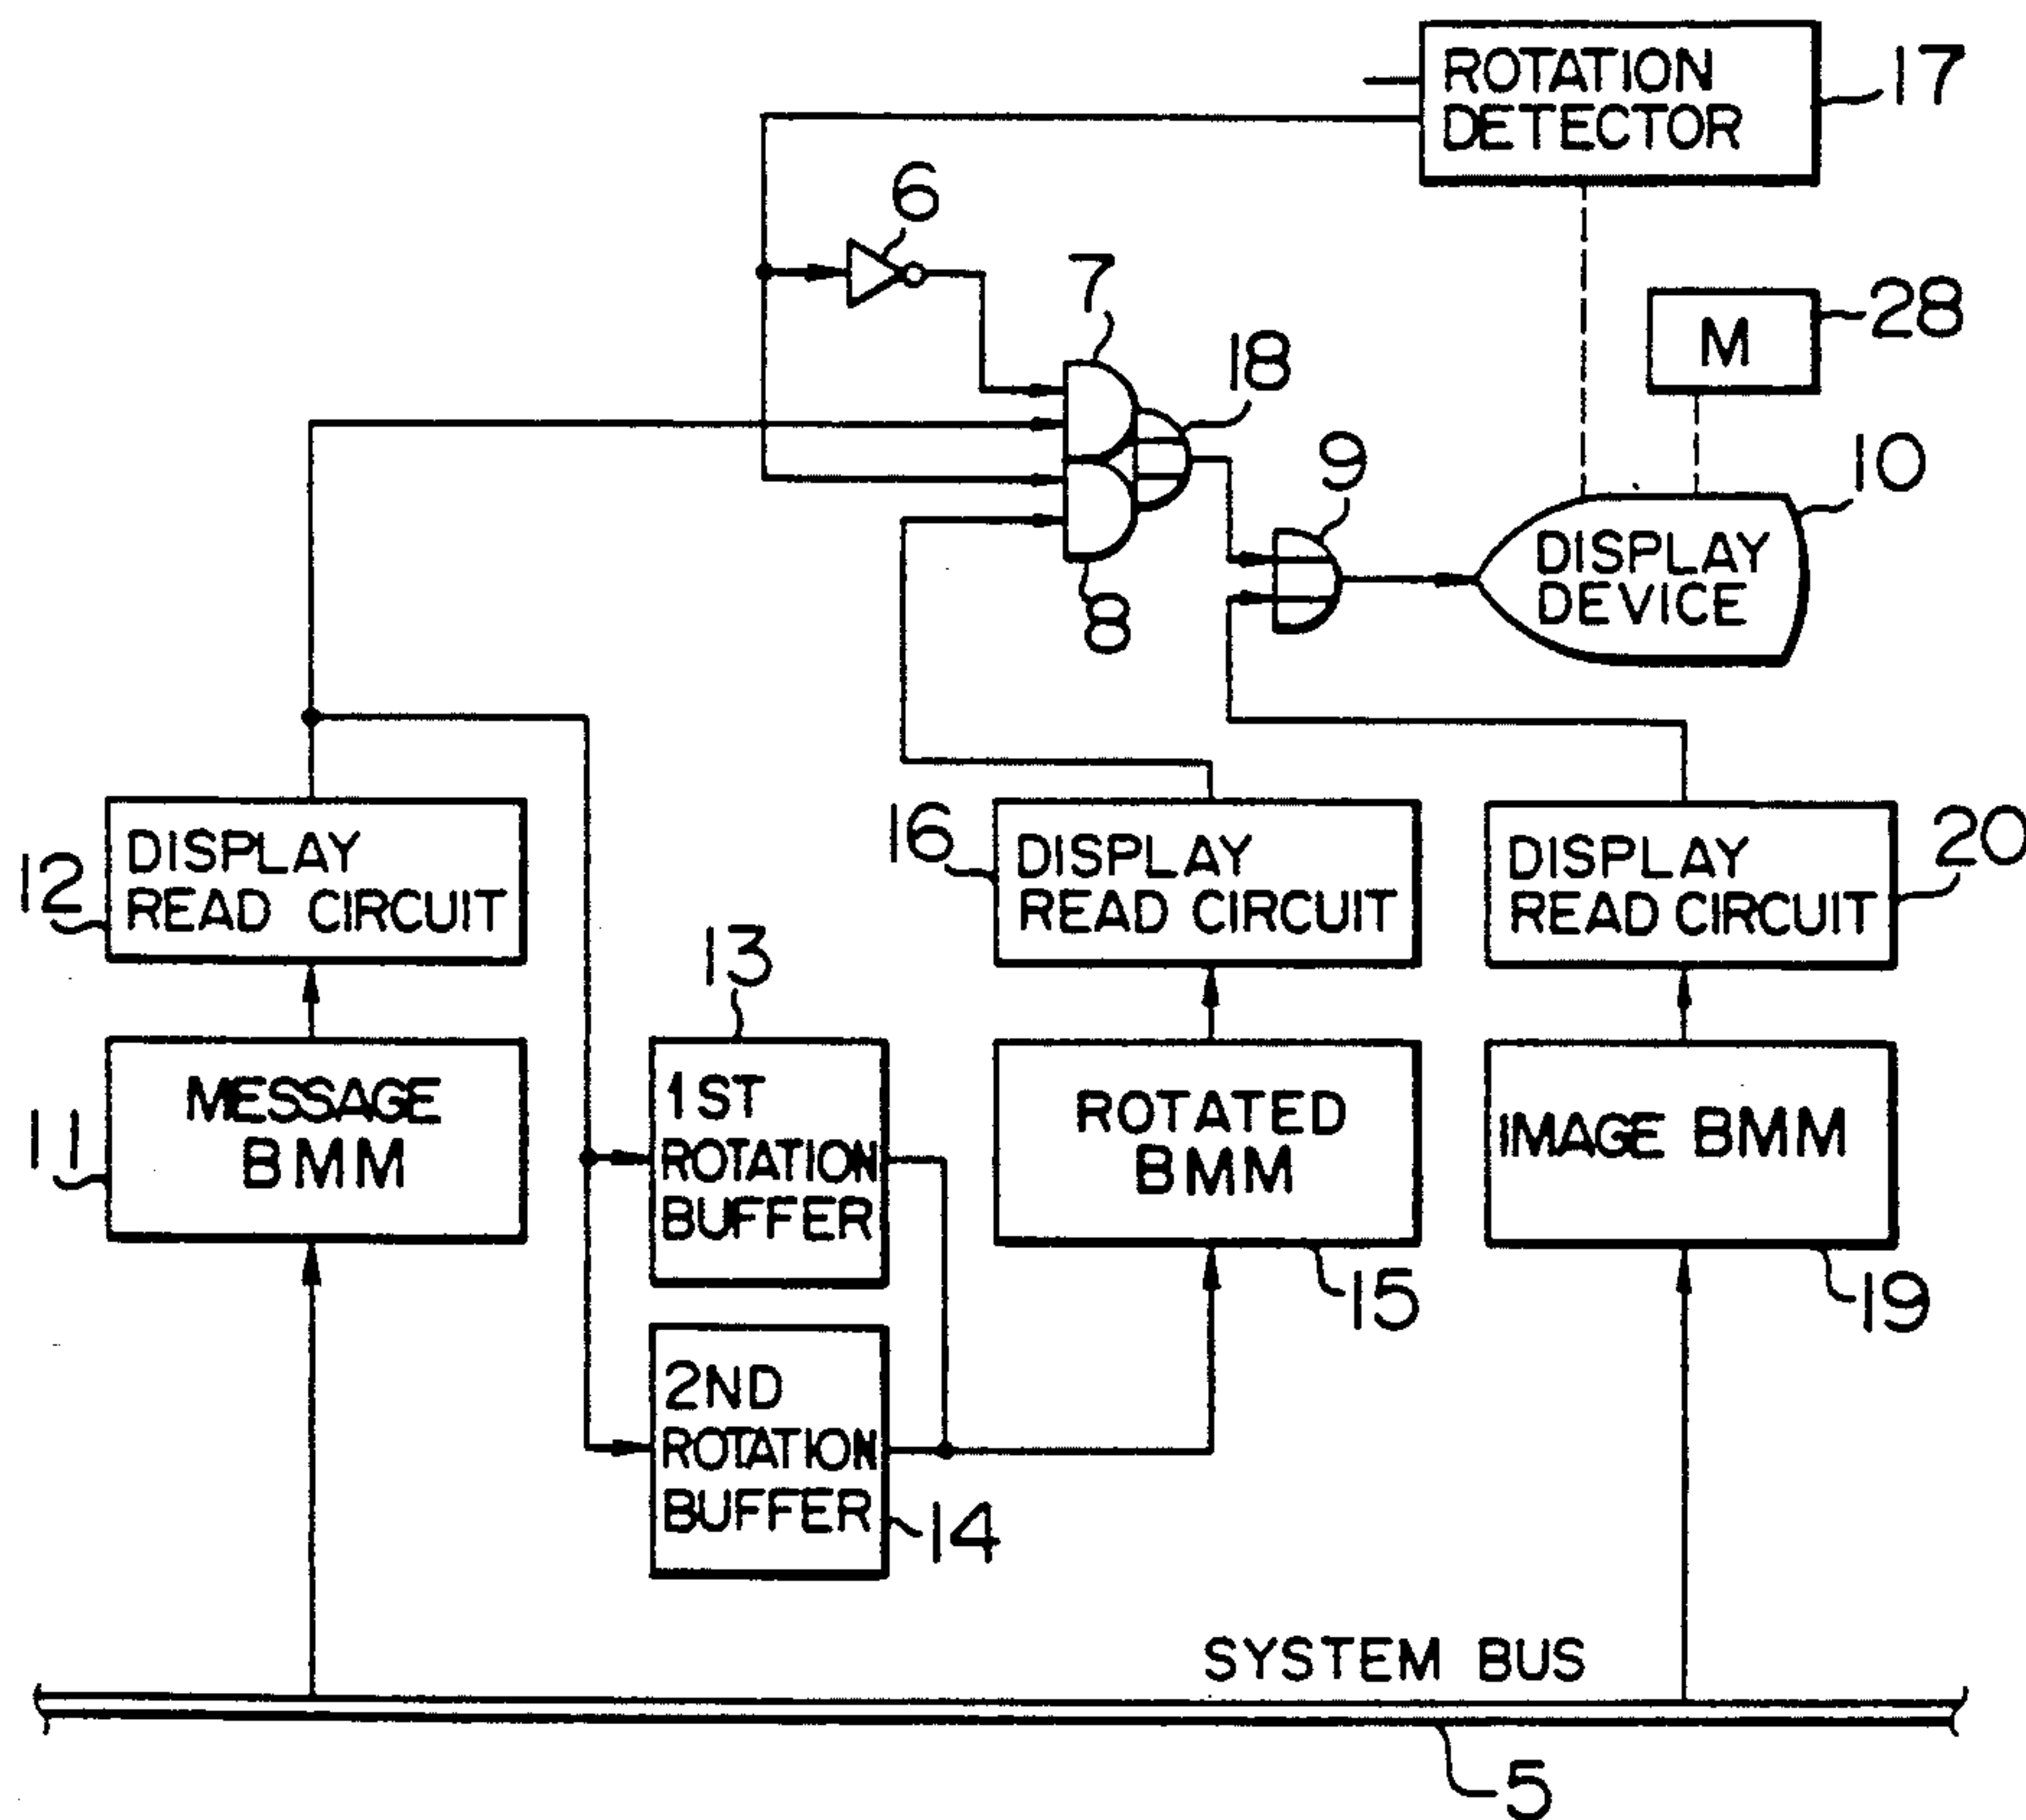 ROTATION
DETECTOR
17
6
7
M
28
18
9
10
DISPLAY
DEVICE
8
12
DISPLAY
READ CIRCUIT
16
DISPLAY
READ CIRCUIT
DISPLAY
READ CIRCUIT
20
13
11
MESSAGE
BMM
1ST
ROTATION
BUFFER
ROTATED
BMM
15
IMAGE BMM
19
2ND
ROTATION
BUFFER
14
SYSTEM BUS
5